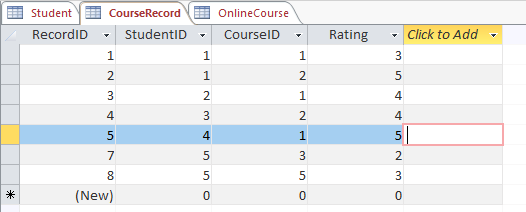 Student CourseRecord OnlineCourse
RecordID StudentID CourseID Rating Click to Add
1 1 1 3
2 1 2 5
3 2 1 4
4 3 2 4
5 4 1 5
7 5 3 2
8 5 5 3
(New) 0 0 0